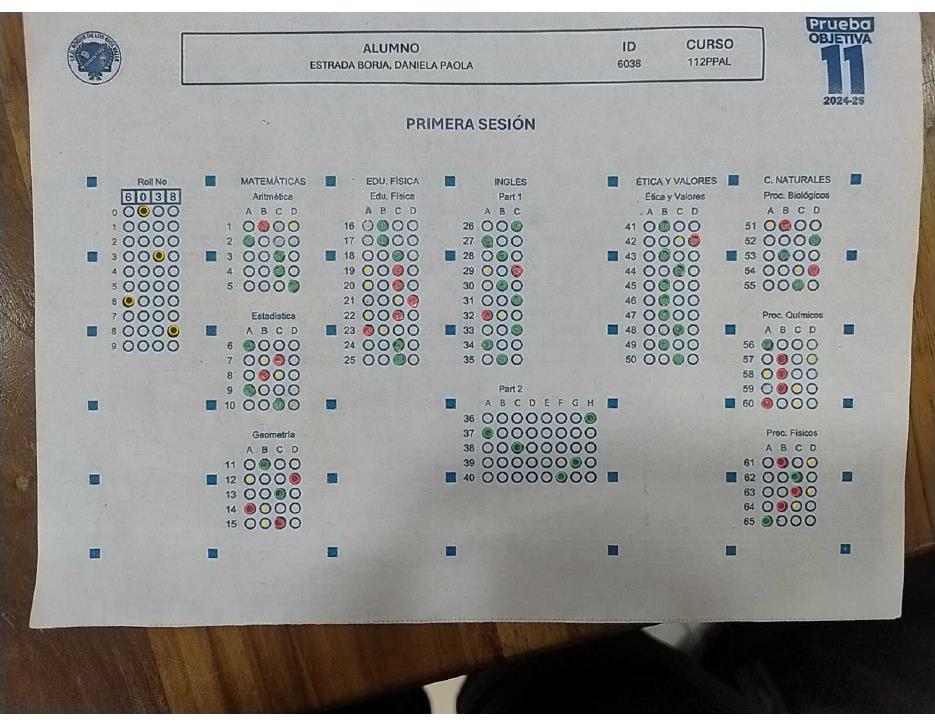 Prueba
OBJETIVA
11
2024-25
ALUMNO
ESTRADA BORJA, DANIELA PAOLA
ID
6038
CURSO
112PPAL
PRIMERA SESIÓN
Roll No
6 0 3 8
0
1
2
3
4
5
6
7
8
9
MATEMÁTICAS
Aritmética
A B C D
1
2
3
4
5
Estadística
A B C D
6
7
8
9
10
Geometría
A B C D
11
12
13
14
15
EDU. FÍSICA
Edu. Física
A B C D
16
17
18
19
20
21
22
23
24
25
INGLÉS
Part 1
A B C
26
27
28
29
30
31
32
33
34
35
Part 2
A B C D E F G H
36
37
38
39
40
ÉTICA Y VALORES
Ética y Valores
A B C D
41
42
43
44
45
46
47
48
49
50
C. NATURALES
Proc. Biológicos
A B C D
51
52
53
54
55
Proc. Químicos
A B C D
56
57
58
59
60
Proc. Físicos
A B C D
61
62
63
64
65